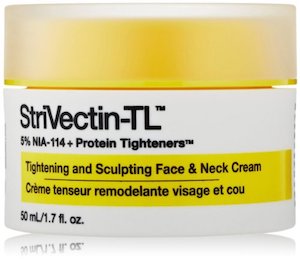 StriVectin-TL™
5% NIA-114 + Protein Tighteners™
Tightening and Sculpting Face & Neck Cream
Crème tenseur remodelante visage et cou
50 mL/1.7 fl. oz.